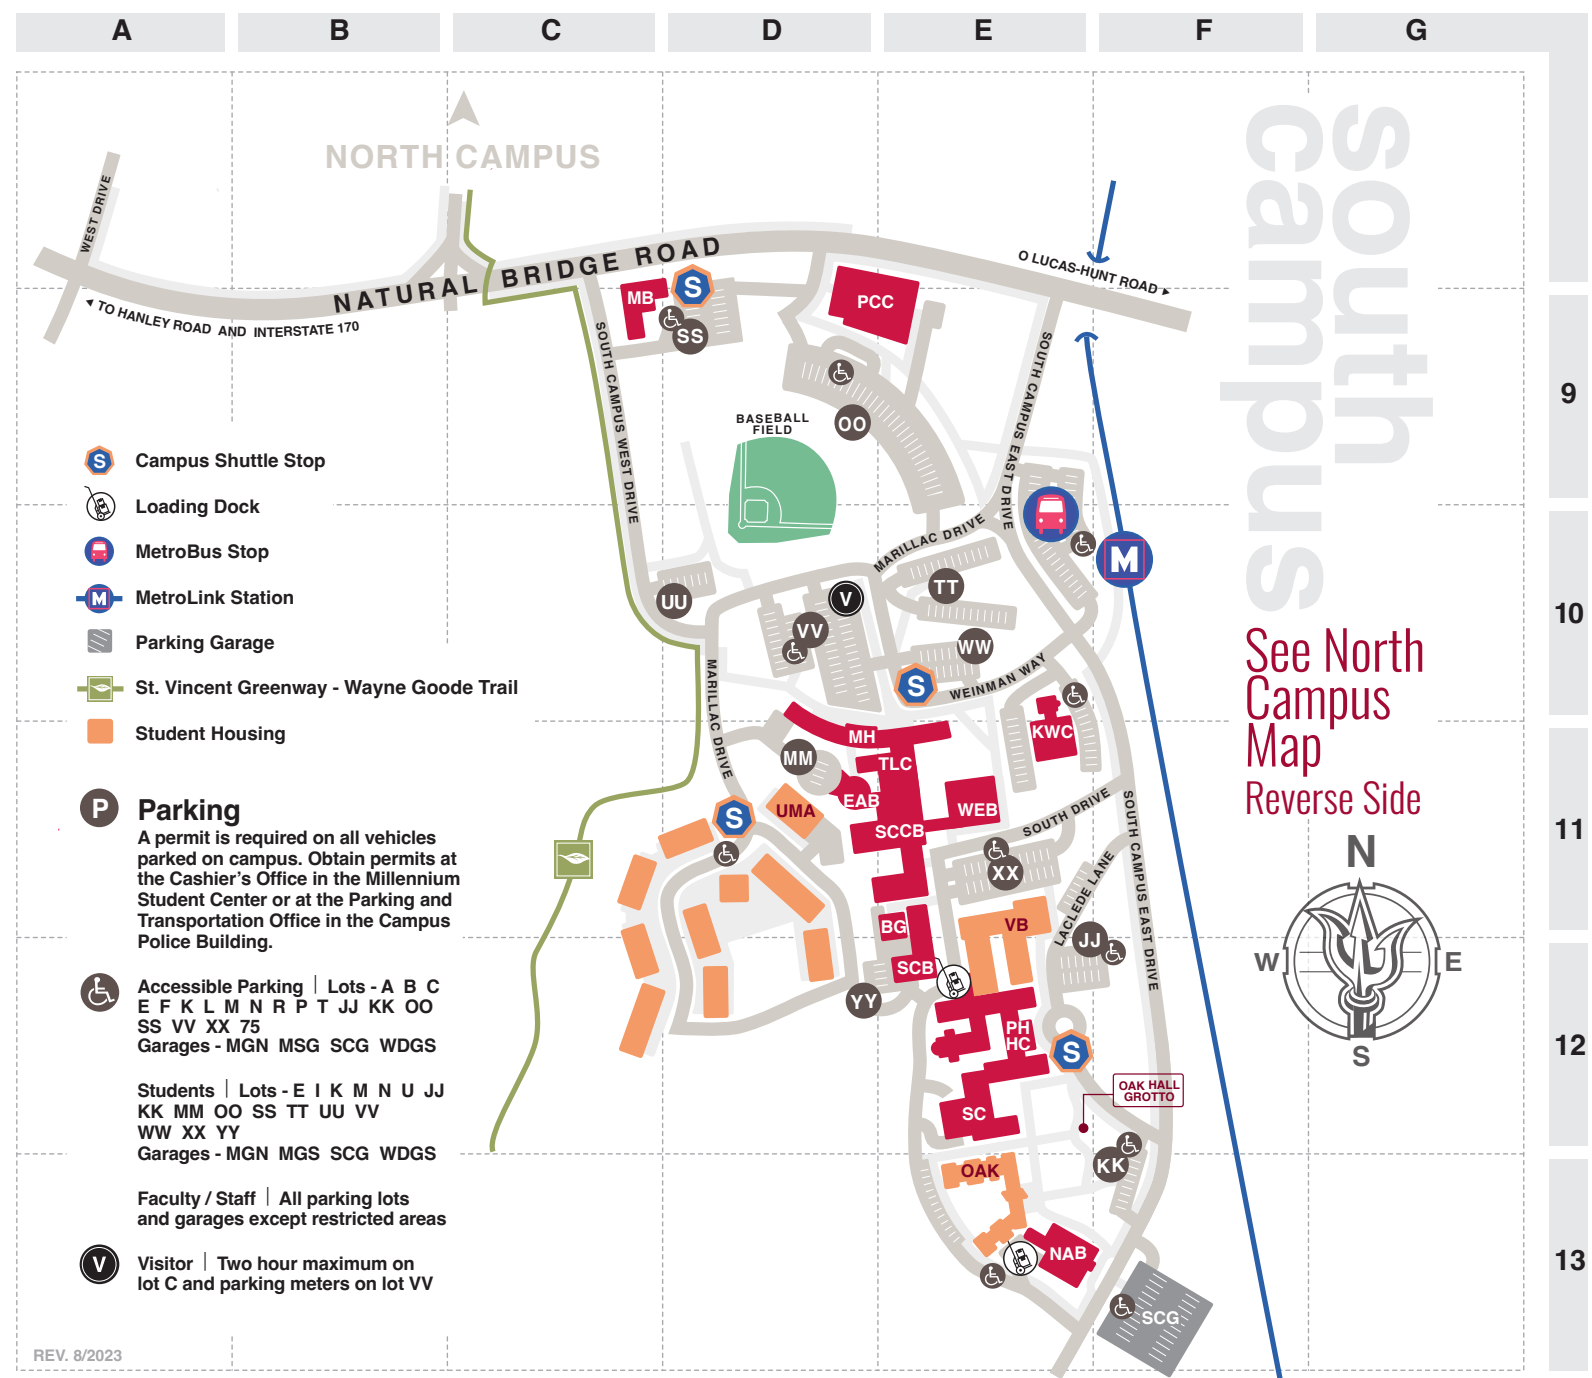 A B C D E F G
NORTH CAMPUS
WEST DRIVE
NATURAL BRIDGE ROAD
O LUCAS-HUNT ROAD
TO HANLEY ROAD AND INTERSTATE 170
south
campus
MB
S
SS
PCC
SOUTH CAMPUS WEST DRIVE
SOUTH CAMPUS EAST DRIVE
9
BASEBALL
FIELD
OO
S Campus Shuttle Stop
Loading Dock
MetroBus Stop
M MetroLink Station
Parking Garage
St. Vincent Greenway - Wayne Goode Trail
Student Housing
MARILLAC DRIVE
M
TT
UU
V
VV
WW
10
S
WEINMAN WAY
MARILLAC DRIVE
See North
Campus
Map
Reverse Side
KWC
MH
MM
TLC
EAB
UMA
WEB
SCCB
S
SOUTH DRIVE
SOUTH CAMPUS EAST DRIVE
11
XX
LACLEDE LANE
N
W
E
S
BG
VB
JJ
SCB
YY
PH
HC
S
12
OAK HALL
GROTTO
SC
OAK
KK
NAB
13
SCG
P Parking
A permit is required on all vehicles
parked on campus. Obtain permits at
the Cashier's Office in the Millennium
Student Center or at the Parking and
Transportation Office in the Campus
Police Building.
Accessible Parking | Lots - A B C
E F K L M N R P T JJ KK OO
SS VV XX 75
Garages - MGN MSG SCG WDGS
Students | Lots - E I K M N U JJ
KK MM OO SS TT UU VV
WW XX YY
Garages - MGN MGS SCG WDGS
Faculty / Staff | All parking lots
and garages except restricted areas
V Visitor | Two hour maximum on
lot C and parking meters on lot VV
REV. 8/2023